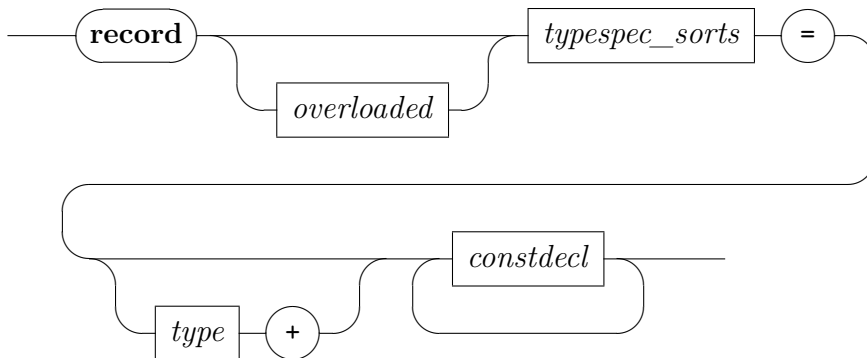 record typespec_sorts =
overloaded
constdecl
type +